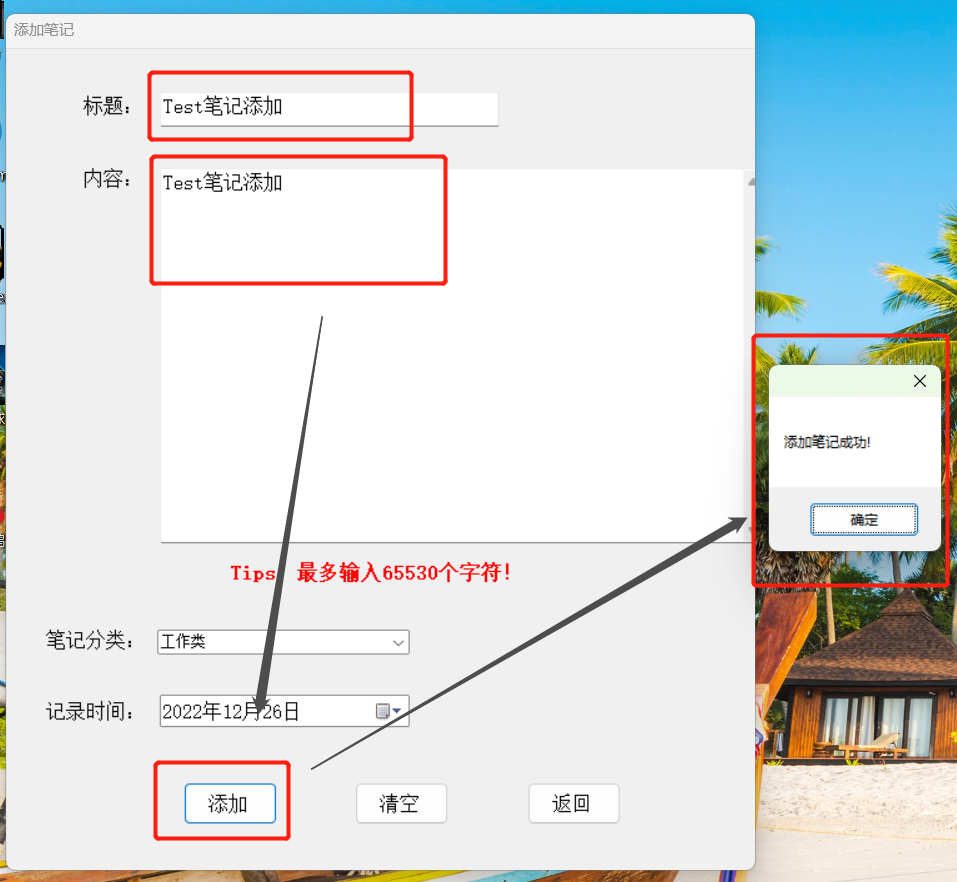 添加笔记
标题：
Test笔记添加
内容：
Test笔记添加
添加笔记成功!
确定
Tips 最多输入65530个字符!
笔记分类：
工作类
记录时间：
2022年12月26日
添加
清空
返回